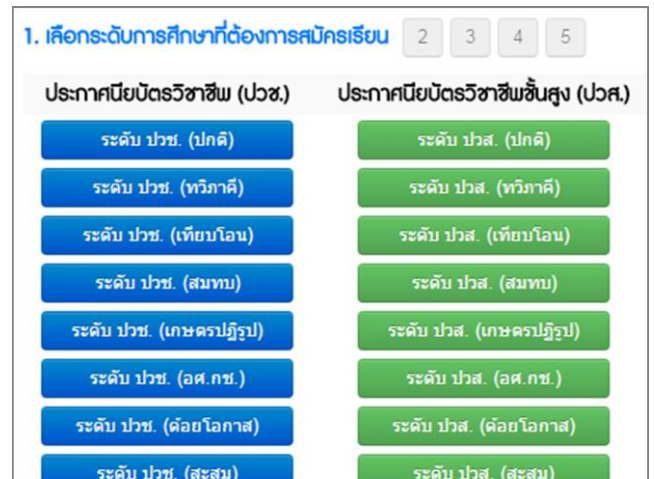 1. เลือกระดับการศึกษาที่ต้องการสมัครเรียน 2 3 4 5
ประกาศนียบัตรวิชาชีพ (ปวช.) ประกาศนียบัตรวิชาชีพชั้นสูง (ปวส.)
ระดับ ปวช. (ปกติ) ระดับ ปวส. (ปกติ)
ระดับ ปวช. (ทวิภาคี) ระดับ ปวส. (ทวิภาคี)
ระดับ ปวช. (เทียบโอน) ระดับ ปวส. (เทียบโอน)
ระดับ ปวช. (สมทบ) ระดับ ปวส. (สมทบ)
ระดับ ปวช. (เกษตรปฏิรูป) ระดับ ปวส. (เกษตรปฏิรูป)
ระดับ ปวช. (อศ.กช.) ระดับ ปวส. (อศ.กช.)
ระดับ ปวช. (ด้อยโอกาส) ระดับ ปวส. (ด้อยโอกาส)
ระดับ ปวช. (สะสม) ระดับ ปวส. (สะสม)